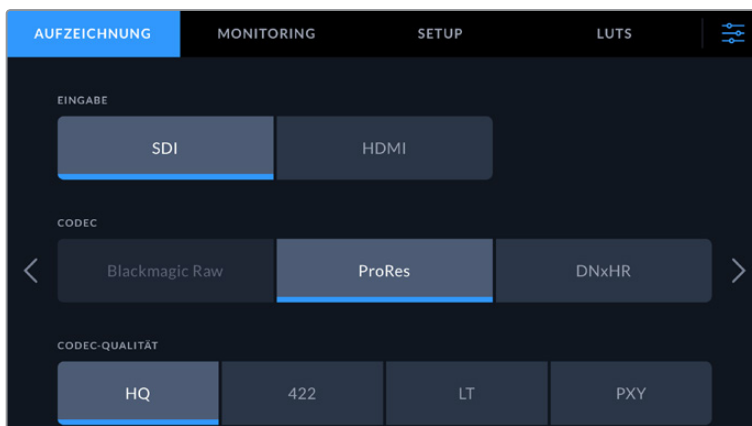 AUFZEICHNUNG MONITORING SETUP LUTS
EINGABE
SDI HDMI
CODEC
Blackmagic Raw ProRes DNxHR
CODEC-QUALITÄT
HQ 422 LT PXY